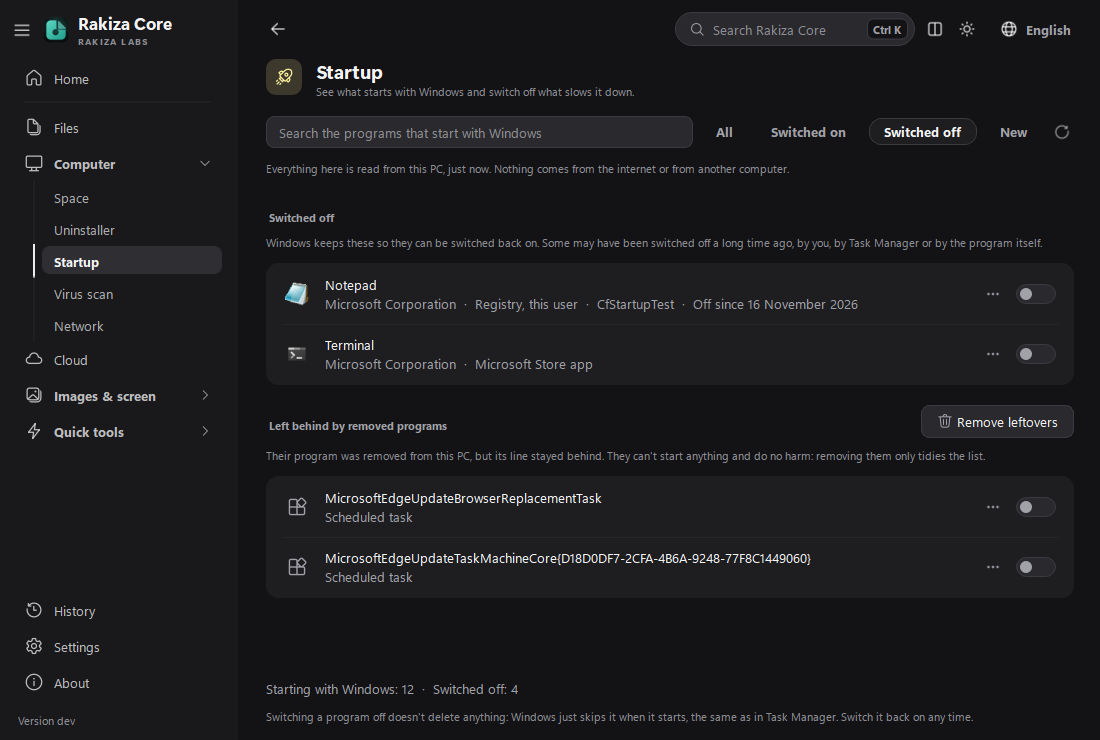 Rakiza Core
RAKIZA LABS
Search Rakiza Core
Ctrl K
English
Home
Files
Computer
Space
Uninstaller
Startup
Virus scan
Network
Cloud
Images & screen
Quick tools
History
Settings
About
Version dev
Startup
See what starts with Windows and switch off what slows it down.
Search the programs that start with Windows
All
Switched on
Switched off
New
Everything here is read from this PC, just now. Nothing comes from the internet or from another computer.
Switched off
Windows keeps these so they can be switched back on. Some may have been switched off a long time ago, by you, by Task Manager or by the program itself.
Notepad
Microsoft Corporation · Registry, this user · CfStartupTest · Off since 16 November 2026
Terminal
Microsoft Corporation · Microsoft Store app
Left behind by removed programs
Remove leftovers
Their program was removed from this PC, but its line stayed behind. They can't start anything and do no harm: removing them only tidies the list.
MicrosoftEdgeUpdateBrowserReplacementTask
Scheduled task
MicrosoftEdgeUpdateTaskMachineCore{D18D0DF7-2CFA-4B6A-9248-77F8C1449060}
Scheduled task
Starting with Windows: 12 · Switched off: 4
Switching a program off doesn't delete anything: Windows just skips it when it starts, the same as in Task Manager. Switch it back on any time.